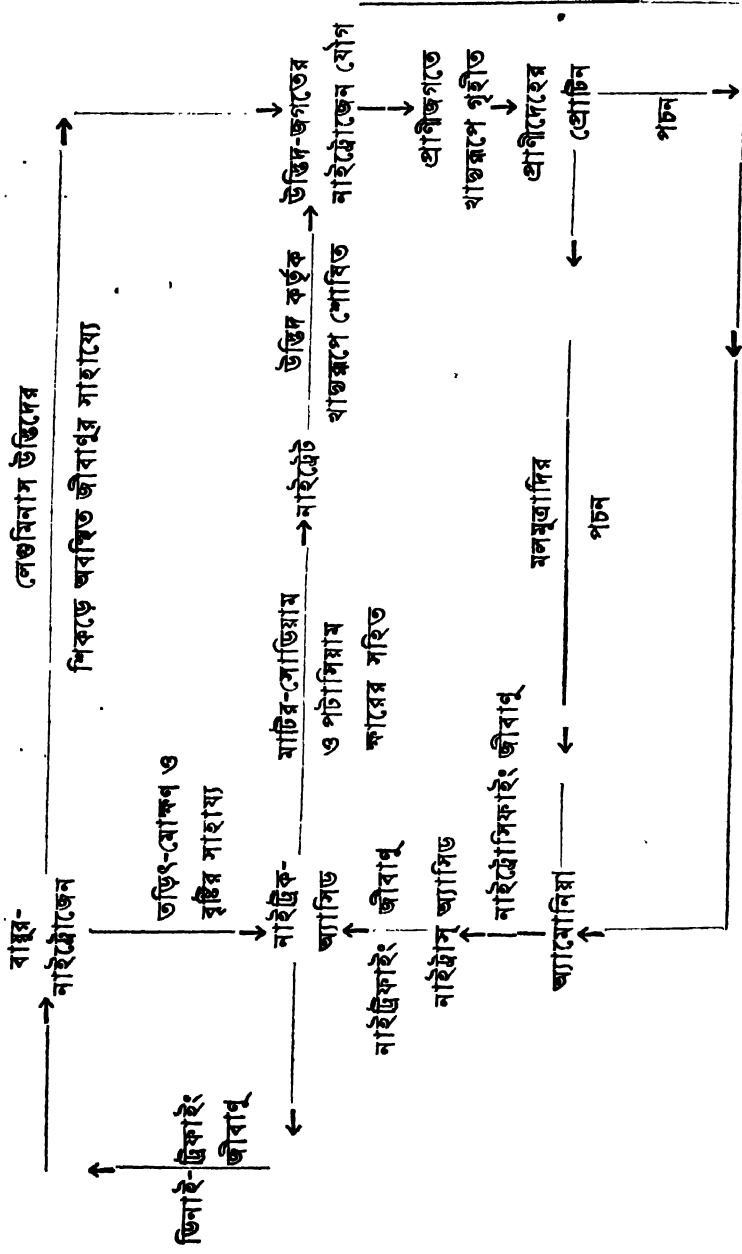 বায়ুর-
নাইট্রোজেন
লেগুমিনাস উদ্ভিদের
শিকড়ে অবস্থিত জীবাণুর সাহায্যে
তড়িৎ-মোক্ষণ ও
বৃষ্টির সাহায্য
ডিনাই-ট্রিফাইং
জীবাণু
নাইট্রিক-
অ্যাসিড
মাটির-সোডিয়াম
ও পটাসিয়াম
ক্ষারের সহিত
নাইট্রেট
উদ্ভিদ কর্তৃক
খাদ্যরূপে শোষিত
উদ্ভিদ-জগতের
নাইট্রোজেন যৌগ
নাইট্রিফাইং জীবাণু
নাইট্রাস্ অ্যাসিড
নাইট্রোসিফাইং জীবাণু
অ্যামোনিয়া
মলমূত্রাদির
পচন
প্রাণীজগতে
খাদ্যরূপে গৃহীত
প্রাণীদেহের
প্রোটিন
পচন